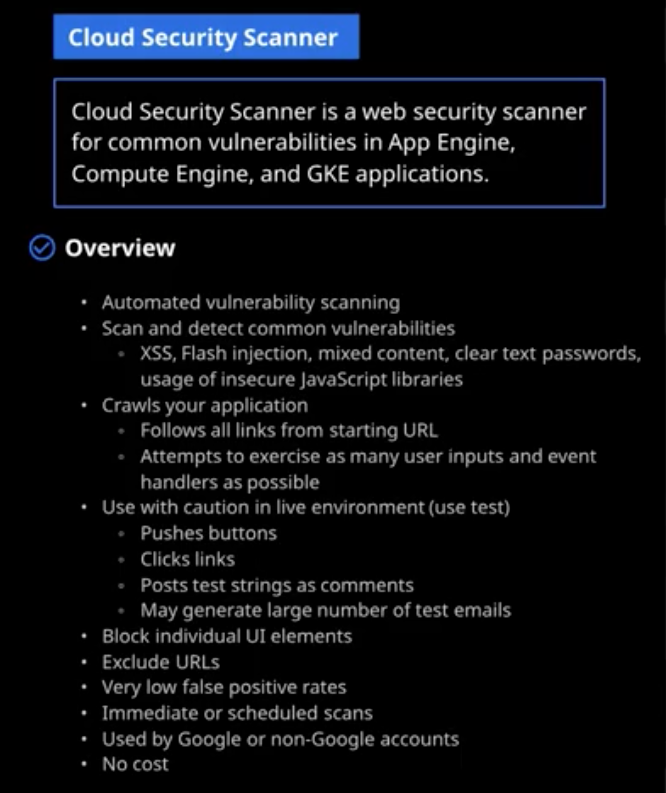 Cloud Security Scanner
Cloud Security Scanner is a web security scanner
for common vulnerabilities in App Engine,
Compute Engine, and GKE applications.
Overview
• Automated vulnerability scanning
• Scan and detect common vulnerabilities
• XSS, Flash injection, mixed content, clear text passwords,
usage of insecure JavaScript libraries
• Crawls your application
• Follows all links from starting URL
• Attempts to exercise as many user inputs and event
handlers as possible
• Use with caution in live environment (use test)
• Pushes buttons
• Clicks links
• Posts test strings as comments
• May generate large number of test emails
• Block individual UI elements
• Exclude URLs
• Very low false positive rates
• Immediate or scheduled scans
• Used by Google or non-Google accounts
• No cost